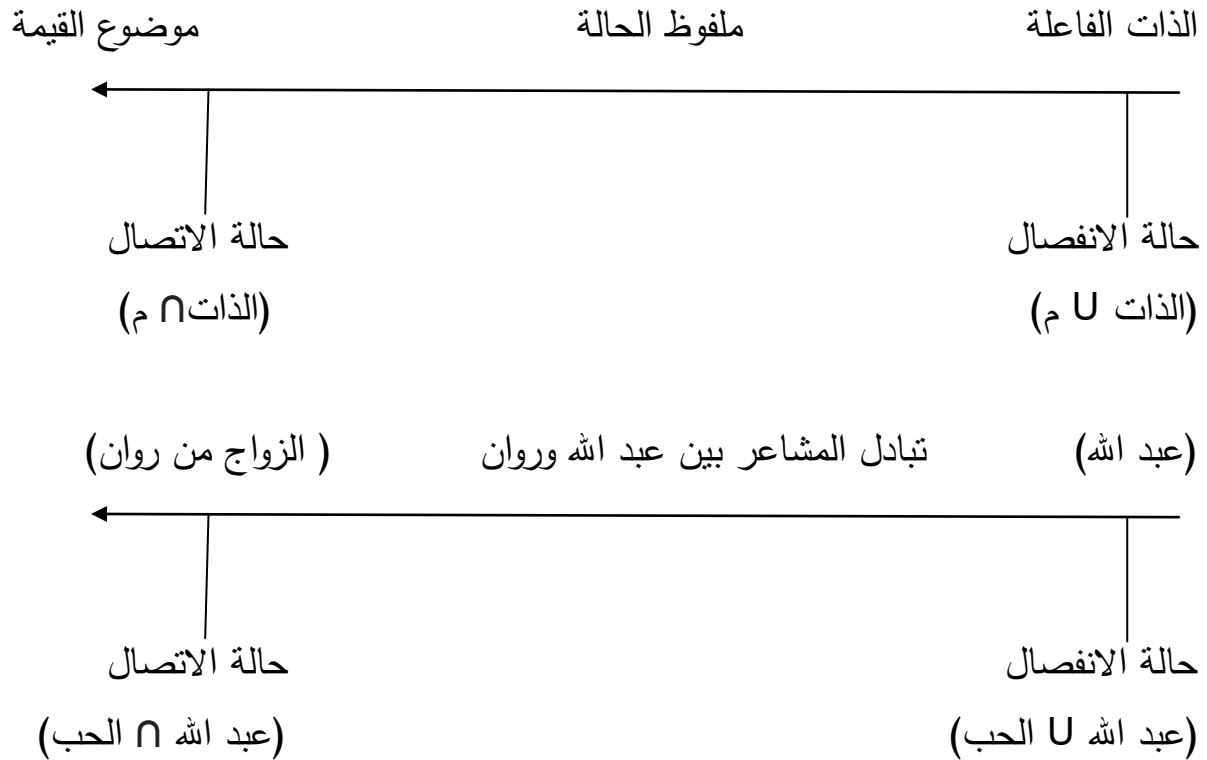 الذات الفاعلة ملفوظ الحالة موضوع القيمة
حالة الانفصال حالة الاتصال
(الذات U م) (الذات∩ م)
(عبد الله) تبادل المشاعر بين عبد الله وروان ( الزواج من روان)
حالة الانفصال حالة الاتصال
(عبد الله U الحب) (عبد الله ∩ الحب)